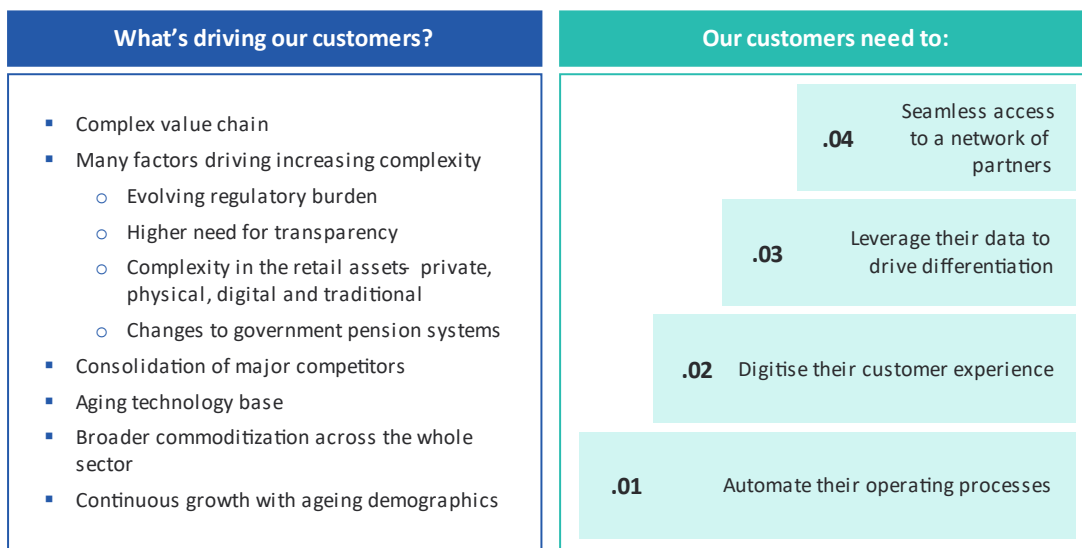 What's driving our customers?
▪ Complex value chain
▪ Many factors driving increasing complexity
o Evolving regulatory burden
o Higher need for transparency
o Complexity in the retail assets- private,
physical, digital and traditional
o Changes to government pension systems
▪ Consolidation of major competitors
▪ Aging technology base
▪ Broader commoditization across the whole
sector
▪ Continuous growth with ageing demographics
Our customers need to:
.04 Seamless access
to a network of
partners
.03 Leverage their data to
drive differentiation
.02 Digitise their customer experience
.01 Automate their operating processes